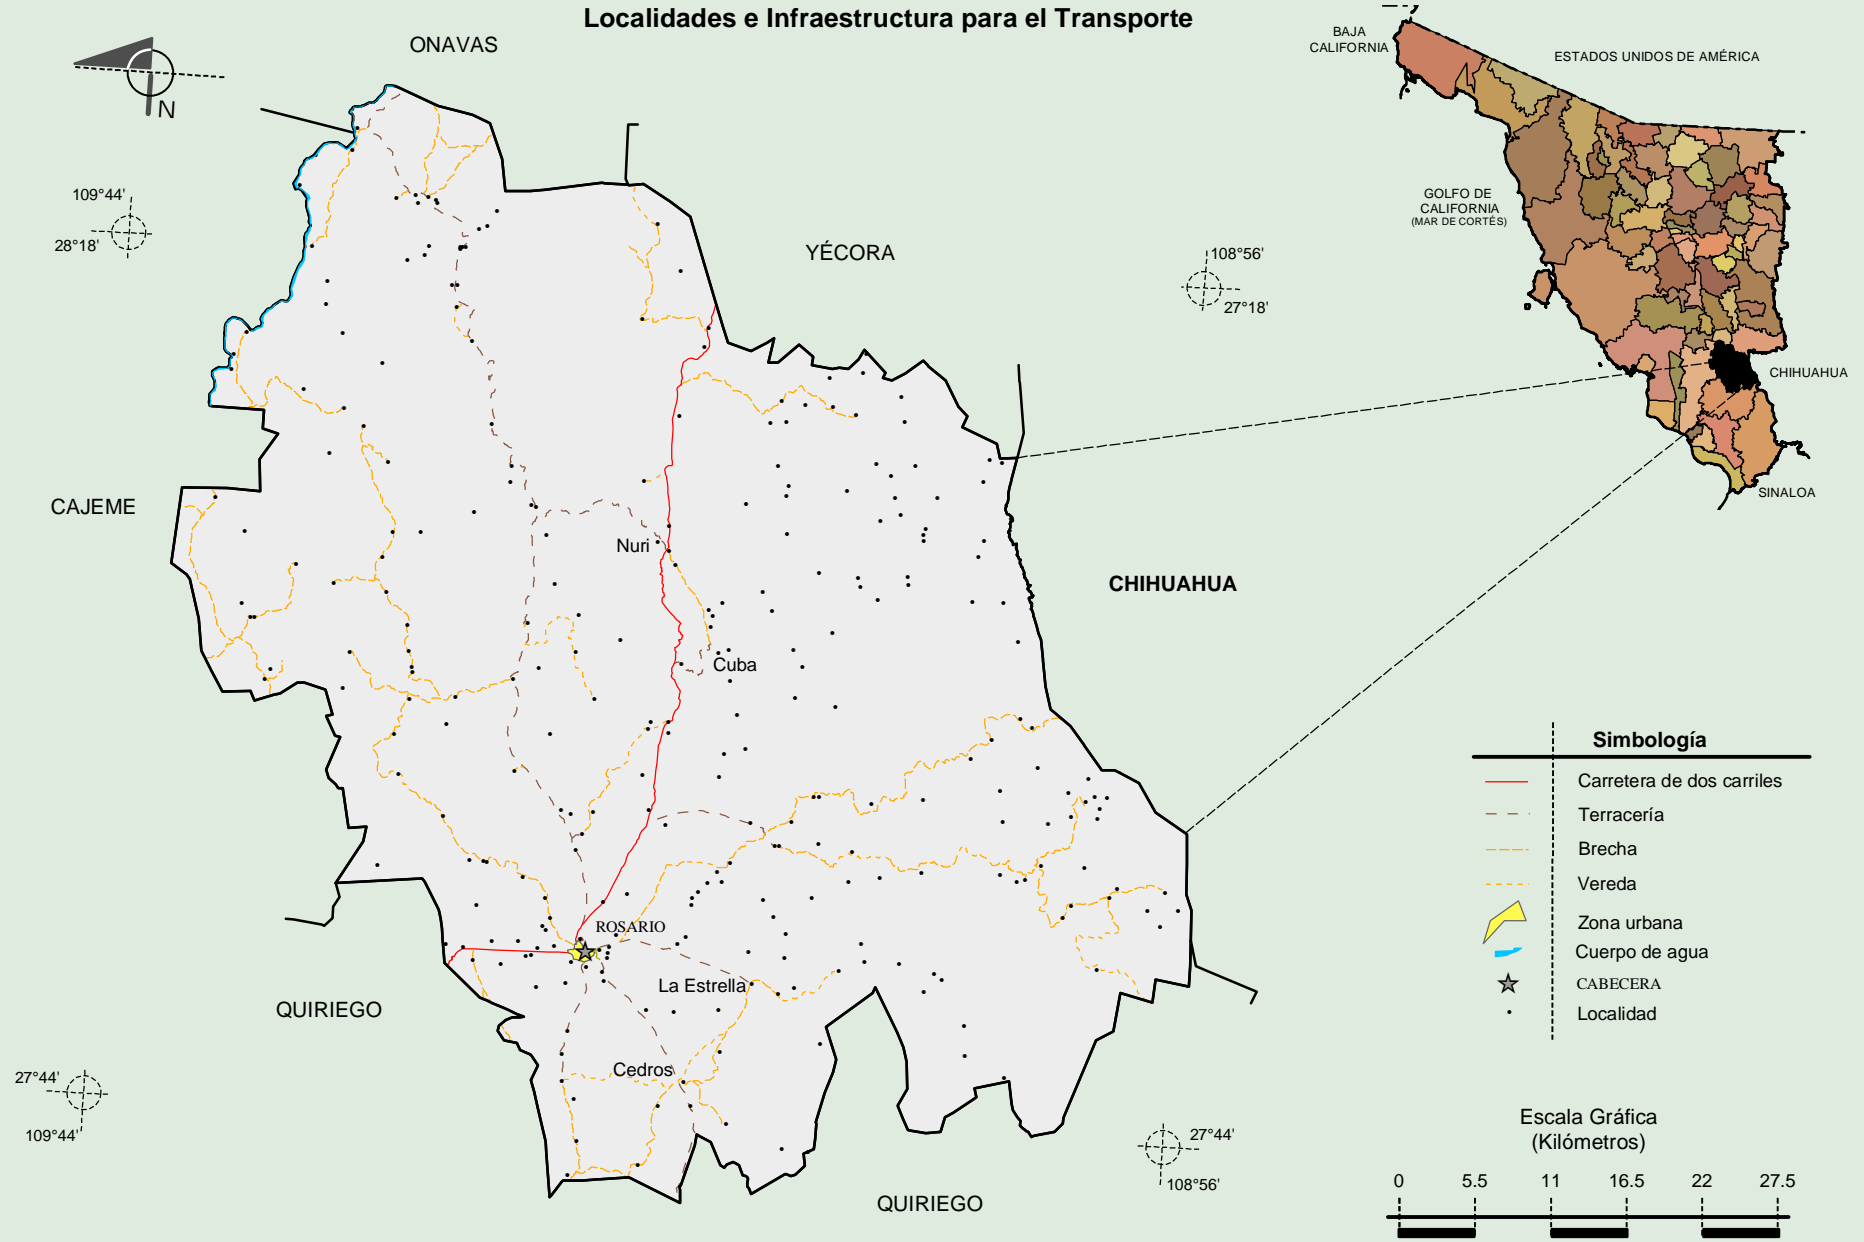 Localidades e Infraestructura para el Transporte
ONAVAS
N
109°44'
28°18'
YÉCORA
108°56'
27°18'
BAJA
CALIFORNIA
ESTADOS UNIDOS DE AMÉRICA
GOLFO DE
CALIFORNIA
(MAR DE CORTÉS)
CHIHUAHUA
SINALOA
CAJEME
Nuri
CHIHUAHUA
Cuba
ROSARIO
La Estrella
QUIRIEGO
Cedros
27°44'
109°44'
27°44'
108°56'
QUIRIEGO
Simbología
Carretera de dos carriles
Terracería
Brecha
Vereda
Zona urbana
Cuerpo de agua
CABECERA
Localidad
Escala Gráfica
(Kilómetros)
0 5.5 11 16.5 22 27.5